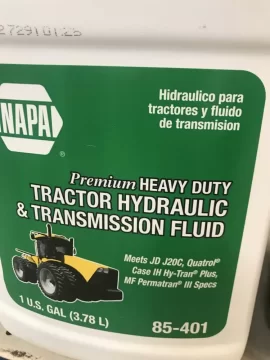 2729101:25
NAPA
®
Hidraulico para
tractores y fluido
de transmision
Premium HEAVY DUTY
TRACTOR HYDRAULIC
& TRANSMISSION FLUID
Meets JD J20C, Quatrol®
Case IH Hy-Tran® Plus,
MF Permatran® III Specs
1 U.S. GAL (3.78 L)
85-401